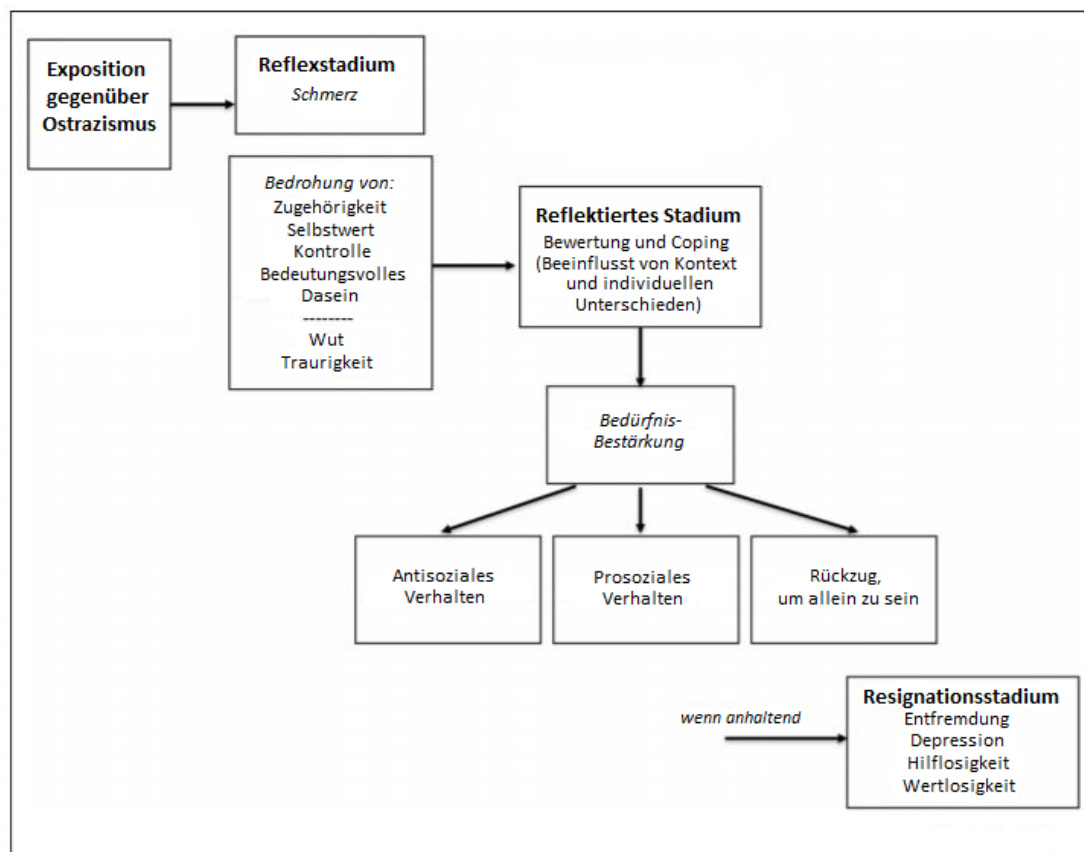 Exposition
gegenüber
Ostrazismus
Reflexstadium
Schmerz
Bedrohung von:
Zugehörigkeit
Selbstwert
Kontrolle
Bedeutungsvolles
Dasein
--------
Wut
Traurigkeit
Reflektiertes Stadium
Bewertung und Coping
(Beeinflusst von Kontext
und individuellen
Unterschieden)
Bedürfnis-
Bestärkung
Antisoziales
Verhalten
Prosoziales
Verhalten
Rückzug,
um allein zu sein
wenn anhaltend
Resignationsstadium
Entfremdung
Depression
Hilflosigkeit
Wertlosigkeit